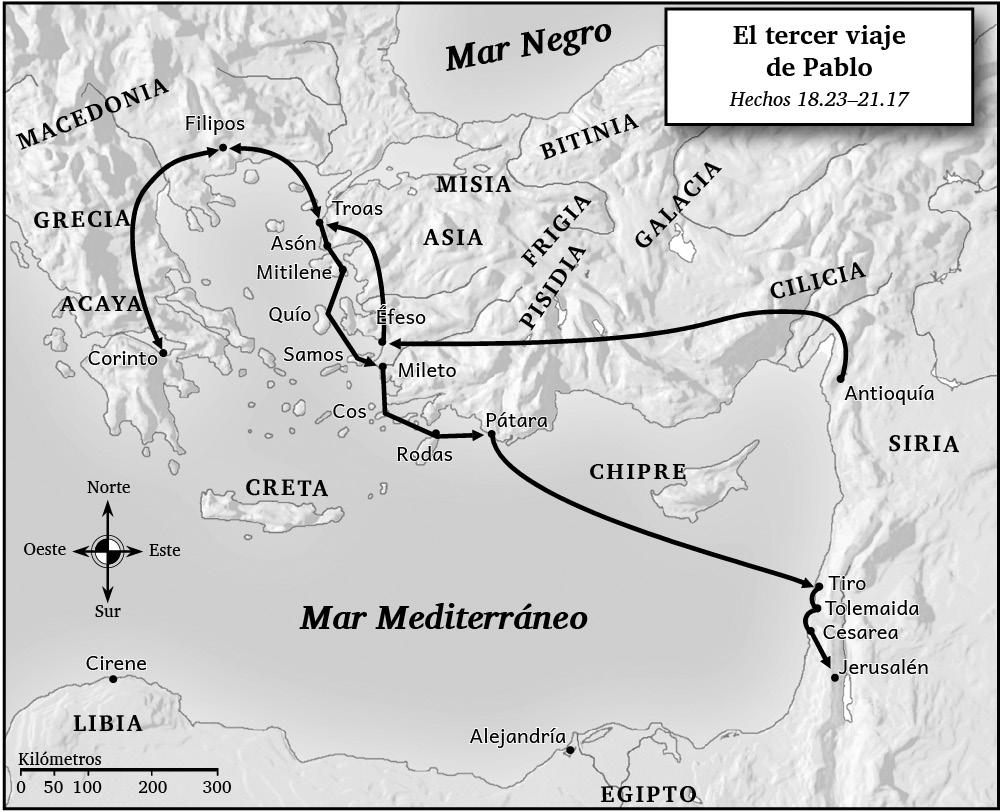 El tercer viaje
de Pablo
Hechos 18.23–21.17
Mar Negro
MACEDONIA
Filipos
BITINIA
MISIA
GALACIA
Troas
GRECIA
ASIA
FRIGIA
Asón
Mitilene
PISIDIA
CILICIA
ACAYA
Quío
Éfeso
Corinto
Samos
Mileto
Antioquía
Cos
Pátara
Rodas
SIRIA
CHIPRE
CRETA
Norte
Oeste
Este
Sur
Tiro
Tolemaida
Mar Mediterráneo
Cesarea
Cirene
Jerusalén
LIBIA
Alejandría
Kilómetros
0 50 100 200 300
EGIPTO